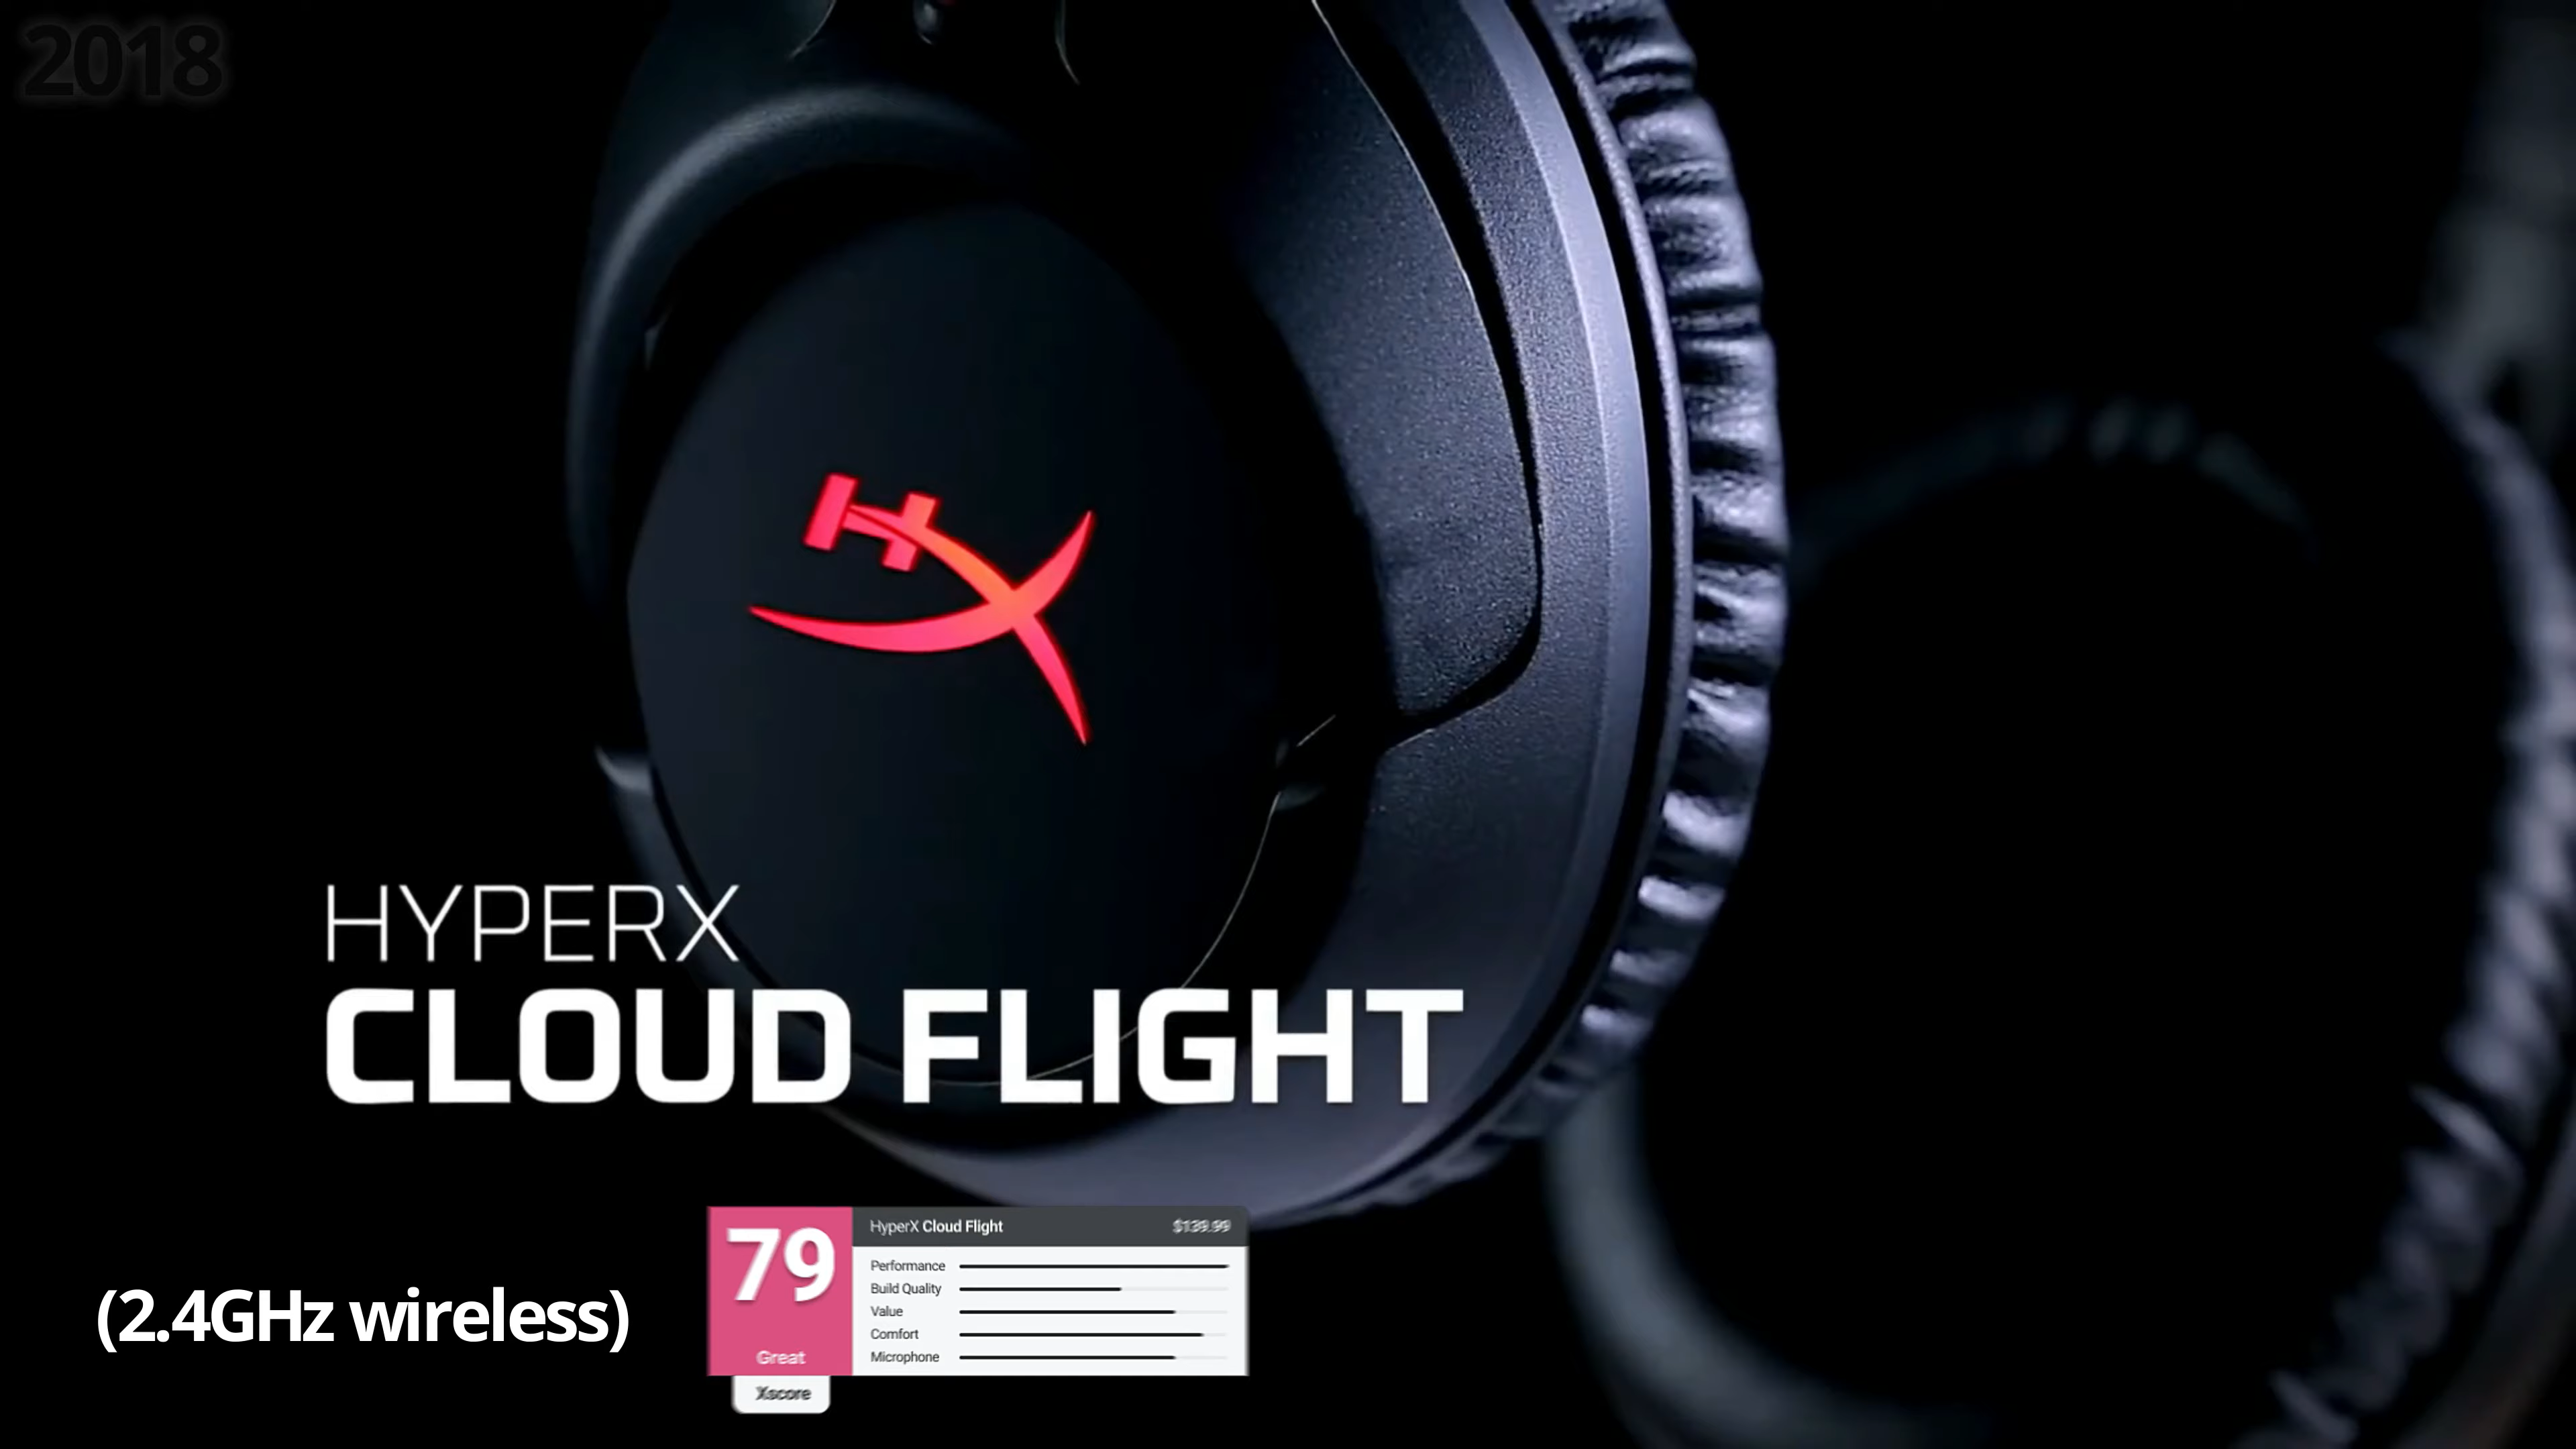 2018
HX
HYPERX
CLOUD FLIGHT
(2.4GHz wireless)
79
Great
Xscore
HyperX Cloud Flight $139.99
Performance
Build Quality
Value
Comfort
Microphone